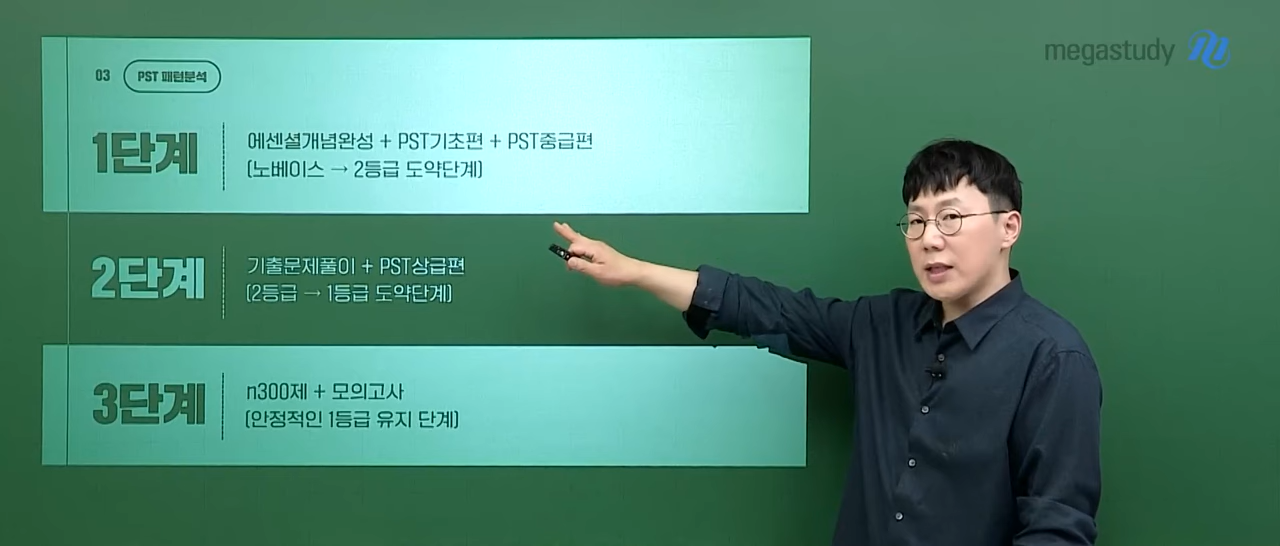 megastudy
03 PST 패턴분석
1단계
에센셜개념완성 + PST기초편 + PST중급편
(노베이스 → 2등급 도약단계)
2단계
기출문제풀이 + PST상급편
(2등급 → 1등급 도약단계)
3단계
n300제 + 모의고사
(안정적인 1등급 유지 단계)